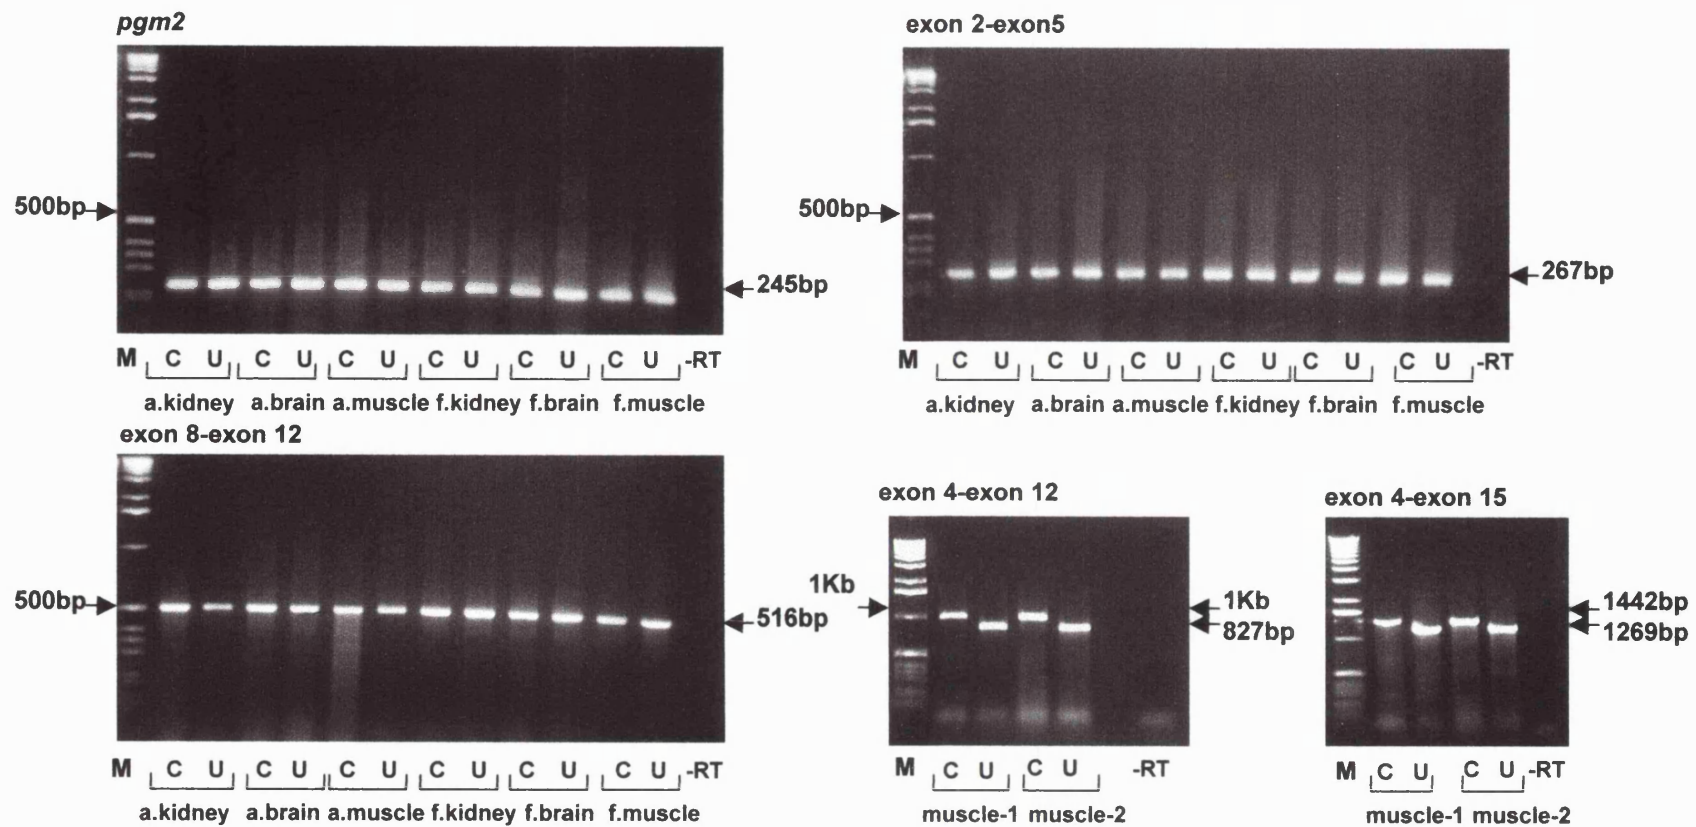 pgm2
500bp
245bp
M C U C U C U C U C U C U -RT
a.kidney a.brain a.muscle f.kidney f.brain f.muscle
exon 2-exon5
500bp
267bp
M C U C U C U C U C U C U -RT
a.kidney a.brain a.muscle f.kidney f.brain f.muscle
exon 8-exon 12
500bp
516bp
M C U C U C U C U C U C U -RT
a.kidney a.brain a.muscle f.kidney f.brain f.muscle
exon 4-exon 12
1Kb
1Kb
827bp
M C U C U -RT
muscle-1 muscle-2
exon 4-exon 15
1442bp
1269bp
M C U C U -RT
muscle-1 muscle-2